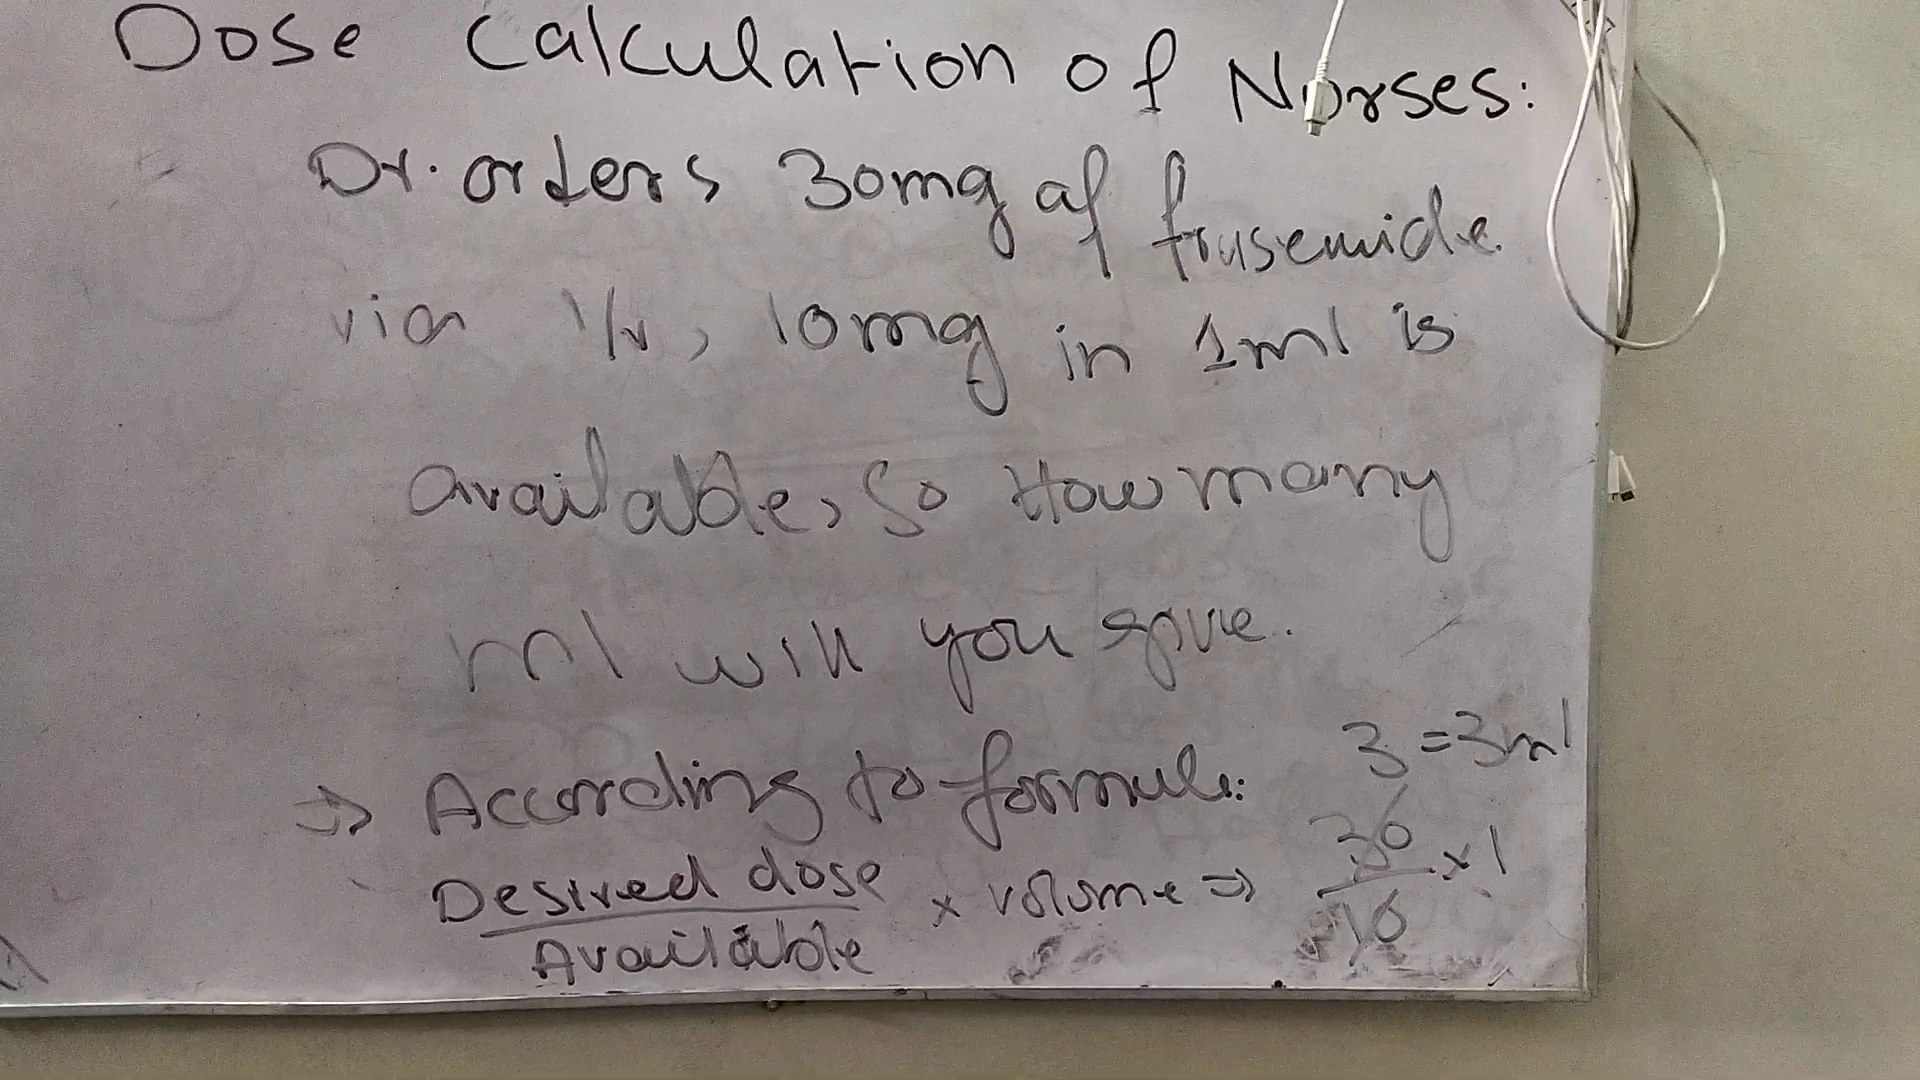 Dose Calculation of Nurses:
Dr. orders 30mg of frusemide
via I/v, 10mg in 1ml is
available, So How many
ml will you give.
⇒ According to formula:
3 = 3ml
Desired dose / Available × volume ⇒ 30/10 × 1